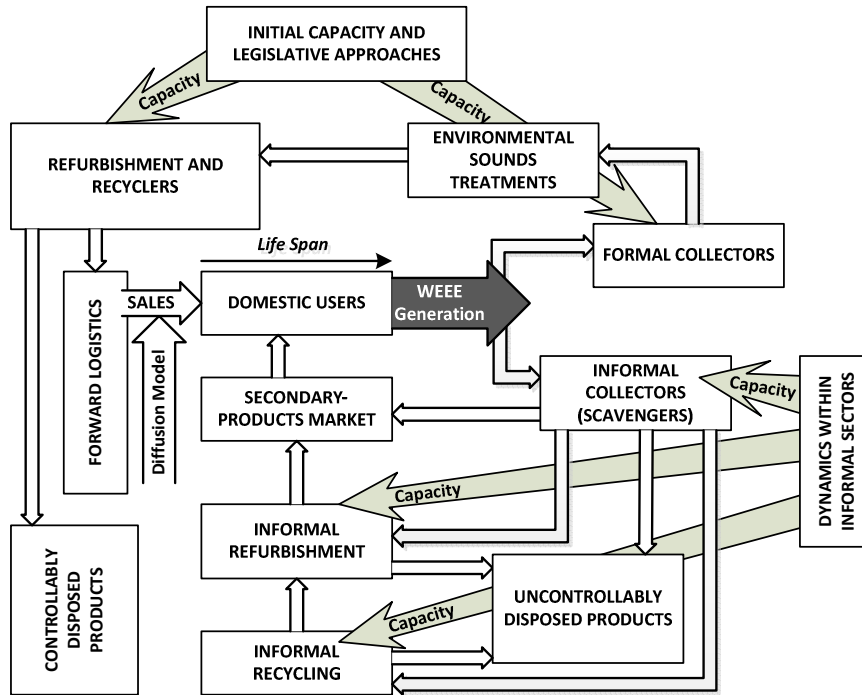 INITIAL CAPACITY AND
LEGISLATIVE APPROACHES
Capacity
Capacity
REFURBISHMENT AND
RECYCLERS
ENVIRONMENTAL
SOUNDS
TREATMENTS
FORMAL COLLECTORS
Life Span
FORWARD LOGISTICS
SALES
DOMESTIC USERS
WEEE
Generation
Diffusion Model
SECONDARY-
PRODUCTS MARKET
INFORMAL
COLLECTORS
(SCAVENGERS)
Capacity
DYNAMICS WITHIN
INFORMAL SECTORS
Capacity
INFORMAL
REFURBISHMENT
CONTROLLABLY
DISPOSED
PRODUCTS
UNCONTROLLABLY
DISPOSED PRODUCTS
Capacity
INFORMAL
RECYCLING